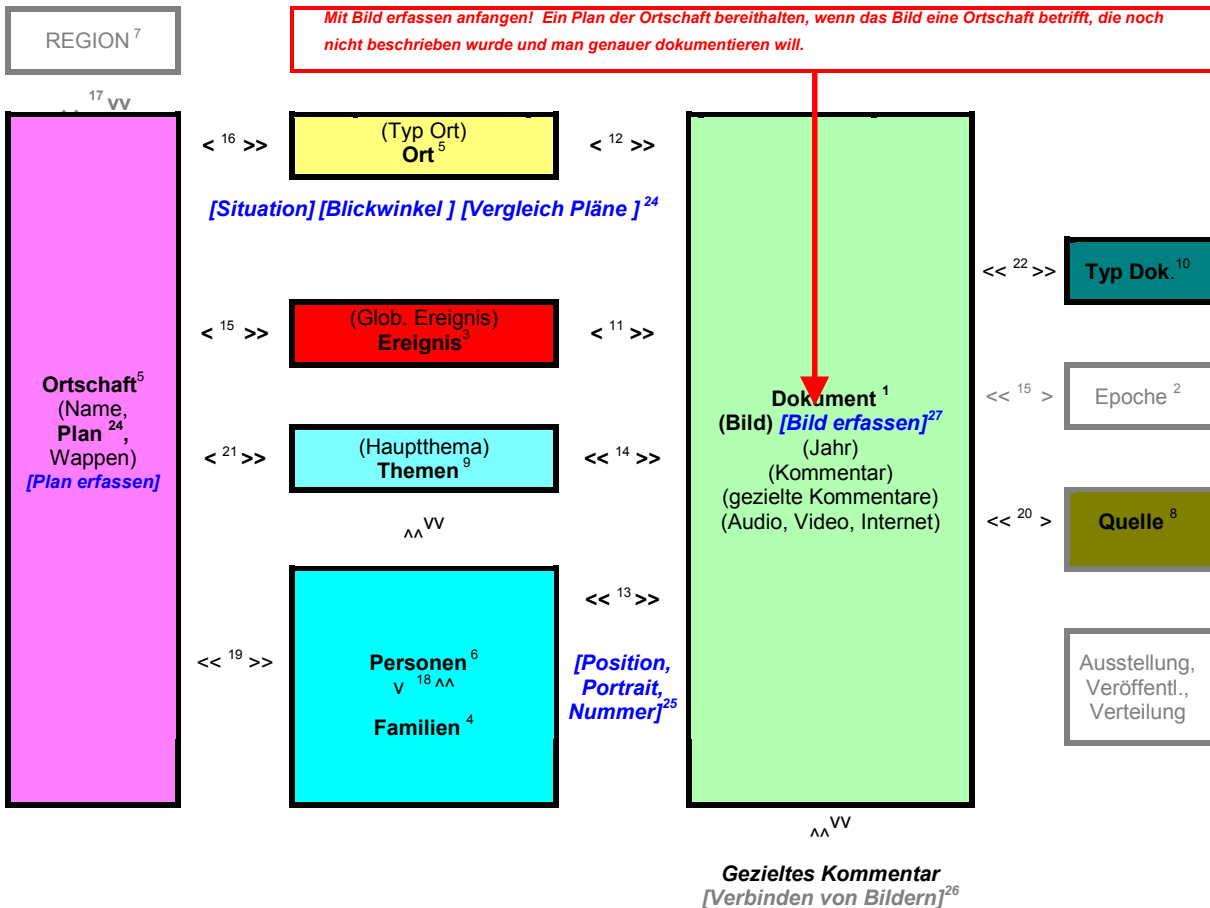 REGION 7
Mit Bild erfassen anfangen! Ein Plan der Ortschaft bereithalten, wenn das Bild eine Ortschaft betrifft, die noch
nicht beschrieben wurde und man genauer dokumentieren will.
^^ 17 vv
Ortschaft5
(Name,
Plan 24,
Wappen)
[Plan erfassen]
< 16 >>
(Typ Ort)
Ort 5
< 12 >>
[Situation] [Blickwinkel ] [Vergleich Pläne ] 24
< 15 >>
(Glob. Ereignis)
Ereignis3
< 11 >>
< 21 >>
(Hauptthema)
Themen 9
<< 14 >>
^^vv
<< 19 >>
Personen 6
v 18 ^^
Familien 4
<< 13 >>
[Position,
Portrait,
Nummer]25
Dokument 1
(Bild) [Bild erfassen]27
(Jahr)
(Kommentar)
(gezielte Kommentare)
(Audio, Video, Internet)
<< 22 >>
Typ Dok.10
<< 15 >
Epoche 2
<< 20 >
Quelle 8
Ausstellung,
Veröffentl.,
Verteilung
^^vv
Gezieltes Kommentar
[Verbinden von Bildern]26